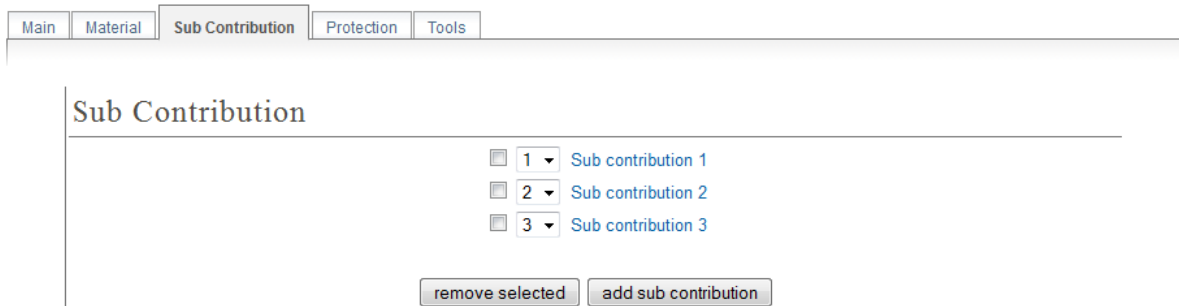 Main Material Sub Contribution Protection Tools
Sub Contribution
1 Sub contribution 1
2 Sub contribution 2
3 Sub contribution 3
remove selected add sub contribution